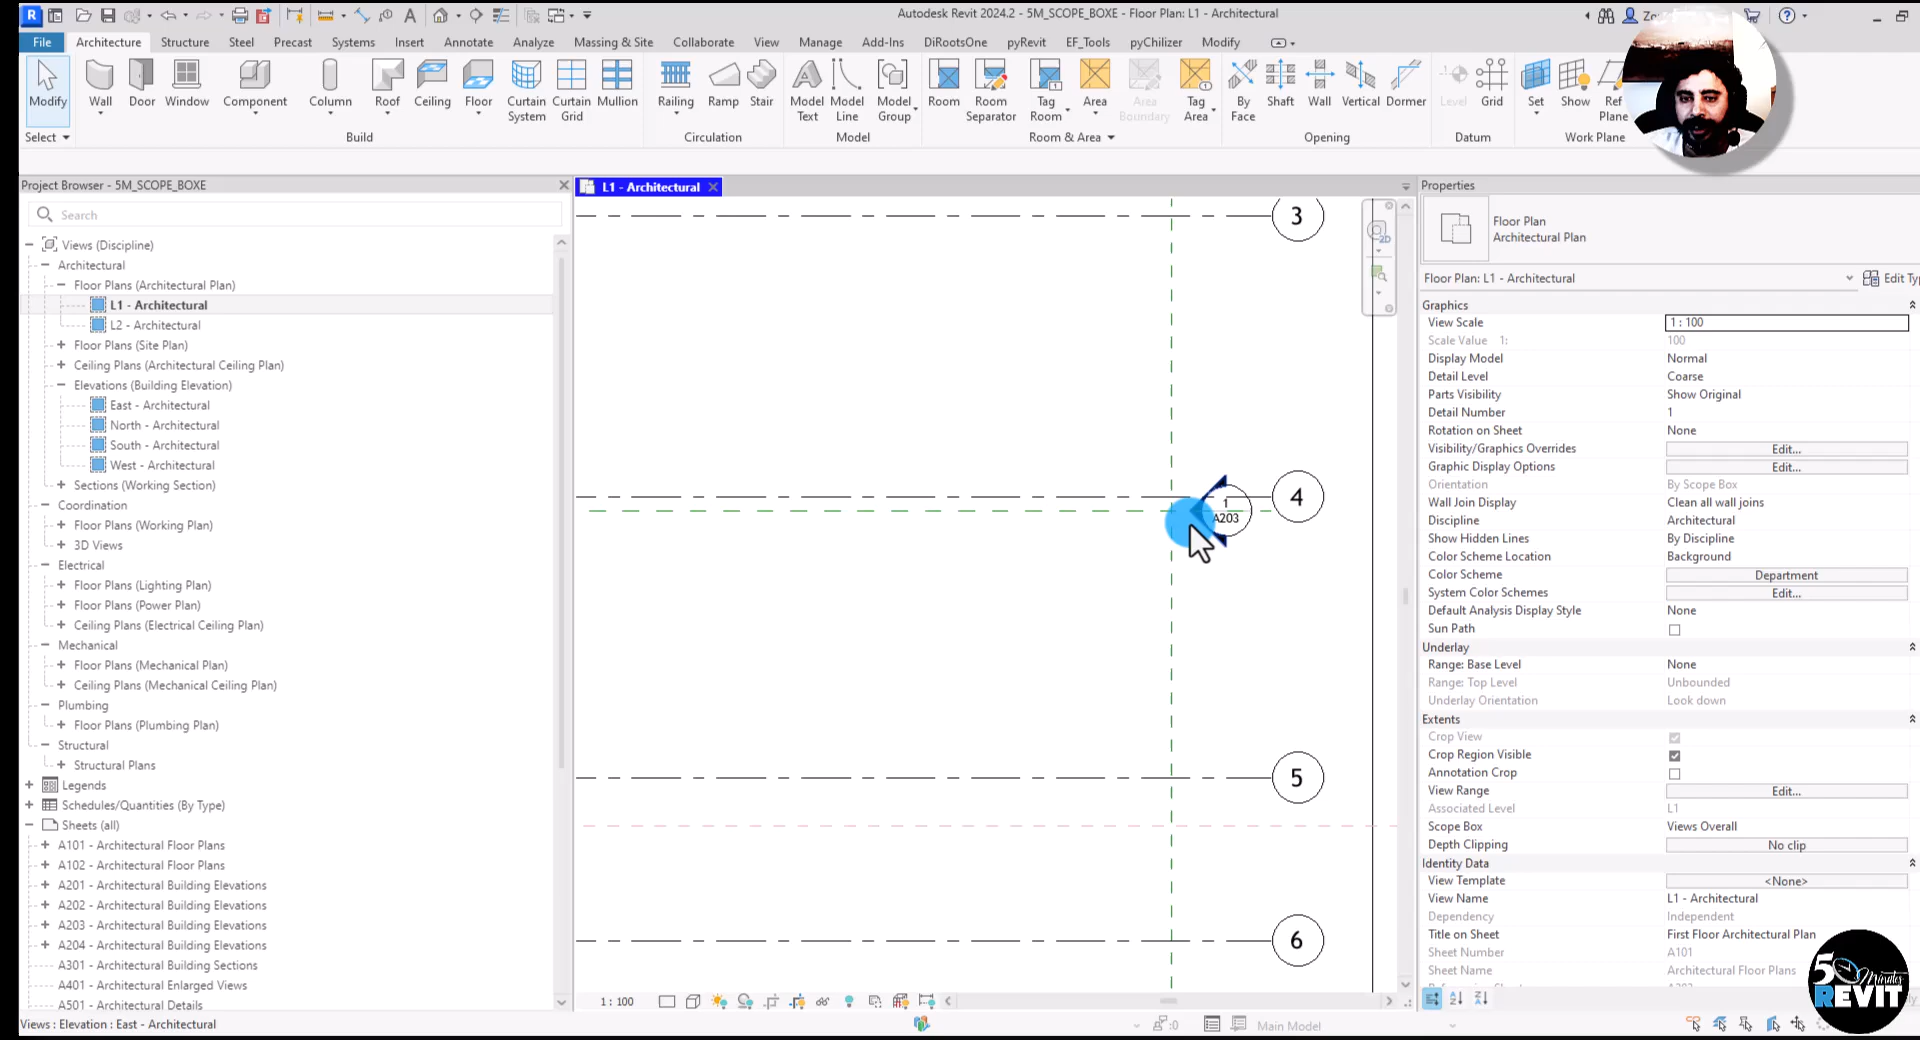 Autodesk Revit 2024.2 - 5M_SCOPE_BOXE - Floor Plan: L1 - Architectural
File Architecture Structure Steel Precast Systems Insert Annotate Analyze Massing & Site Collaborate View Manage Add-Ins DiRootsOne pyRevit EF_Tools pyChilizer Modify
Modify Wall Door Window Component Column Roof Ceiling Floor Curtain System Curtain Grid Mullion Railing Ramp Stair Model Text Model Line Model Group Room Room Separator Tag Room Area Area Boundary Tag Area By Face Shaft Wall Vertical Dormer Level Grid Set Show Ref Plane
Select Build Circulation Model Room & Area Opening Datum Work Plane
Project Browser - 5M_SCOPE_BOXE
Search
Views (Discipline)
Architectural
Floor Plans (Architectural Plan)
L1 - Architectural
L2 - Architectural
Floor Plans (Site Plan)
Ceiling Plans (Architectural Ceiling Plan)
Elevations (Building Elevation)
East - Architectural
North - Architectural
South - Architectural
West - Architectural
Sections (Working Section)
Coordination
Floor Plans (Working Plan)
3D Views
Electrical
Floor Plans (Lighting Plan)
Floor Plans (Power Plan)
Ceiling Plans (Electrical Ceiling Plan)
Mechanical
Floor Plans (Mechanical Plan)
Ceiling Plans (Mechanical Ceiling Plan)
Plumbing
Floor Plans (Plumbing Plan)
Structural
Structural Plans
Legends
Schedules/Quantities (By Type)
Sheets (all)
A101 - Architectural Floor Plans
A102 - Architectural Floor Plans
A201 - Architectural Building Elevations
A202 - Architectural Building Elevations
A203 - Architectural Building Elevations
A204 - Architectural Building Elevations
A301 - Architectural Building Sections
A401 - Architectural Enlarged Views
A501 - Architectural Details
Views : Elevation : East - Architectural
L1 - Architectural
3
2D
4
1
A203
5
6
1 : 100
:0
Main Model
Properties
Floor Plan
Architectural Plan
Floor Plan: L1 - Architectural Edit Ty
Graphics
View Scale 1 : 100
Scale Value 1: 100
Display Model Normal
Detail Level Coarse
Parts Visibility Show Original
Detail Number 1
Rotation on Sheet None
Visibility/Graphics Overrides Edit...
Graphic Display Options Edit...
Orientation By Scope Box
Wall Join Display Clean all wall joins
Discipline Architectural
Show Hidden Lines By Discipline
Color Scheme Location Background
Color Scheme Department
System Color Schemes Edit...
Default Analysis Display Style None
Sun Path
Underlay
Range: Base Level None
Range: Top Level Unbounded
Underlay Orientation Look down
Extents
Crop View
Crop Region Visible
Annotation Crop
View Range Edit...
Associated Level L1
Scope Box Views Overall
Depth Clipping No clip
Identity Data
View Template <None>
View Name L1 - Architectural
Dependency Independent
Title on Sheet First Floor Architectural Plan
Sheet Number A101
Sheet Name Architectural Floor Plans
5 Minutes
REVIT